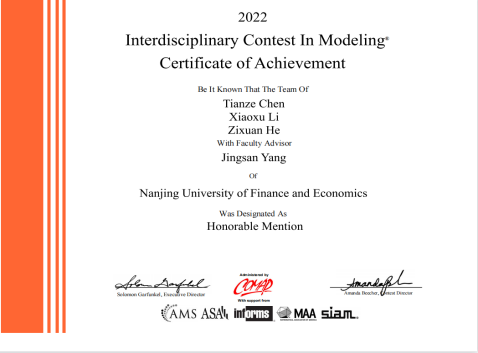 2022
Interdisciplinary Contest In Modeling®
Certificate of Achievement
Be It Known That The Team Of
Tianze Chen
Xiaoxu Li
Zixuan He
With Faculty Advisor
Jingsan Yang
Of
Nanjing University of Finance and Economics
Was Designated As
Honorable Mention
Administered by
COMAP
With support from
Solomon Garfunkel, Executive Director
Amanda Beecher, Contest Director
AMS ASA informs MAA siam